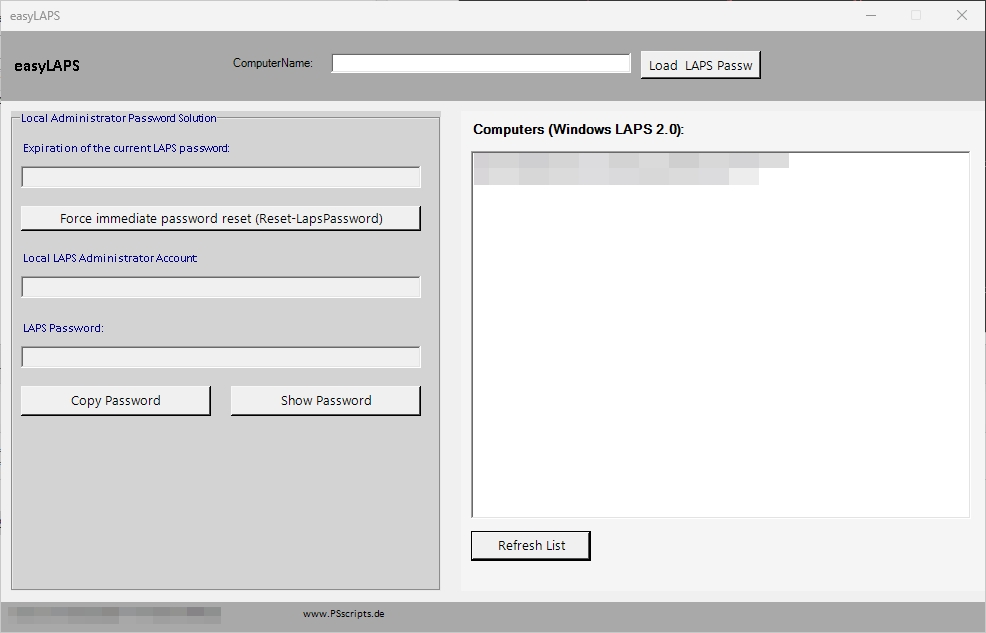 easyLAPS
easyLAPS
ComputerName:
Load  LAPS Passw
Local Administrator Password Solution
Expiration of the current LAPS password:
Force immediate password reset (Reset-LapsPassword)
Local LAPS Administrator Account:
LAPS Password:
Copy Password
Show Password
Computers (Windows LAPS 2.0):
Refresh List
www.PSscripts.de